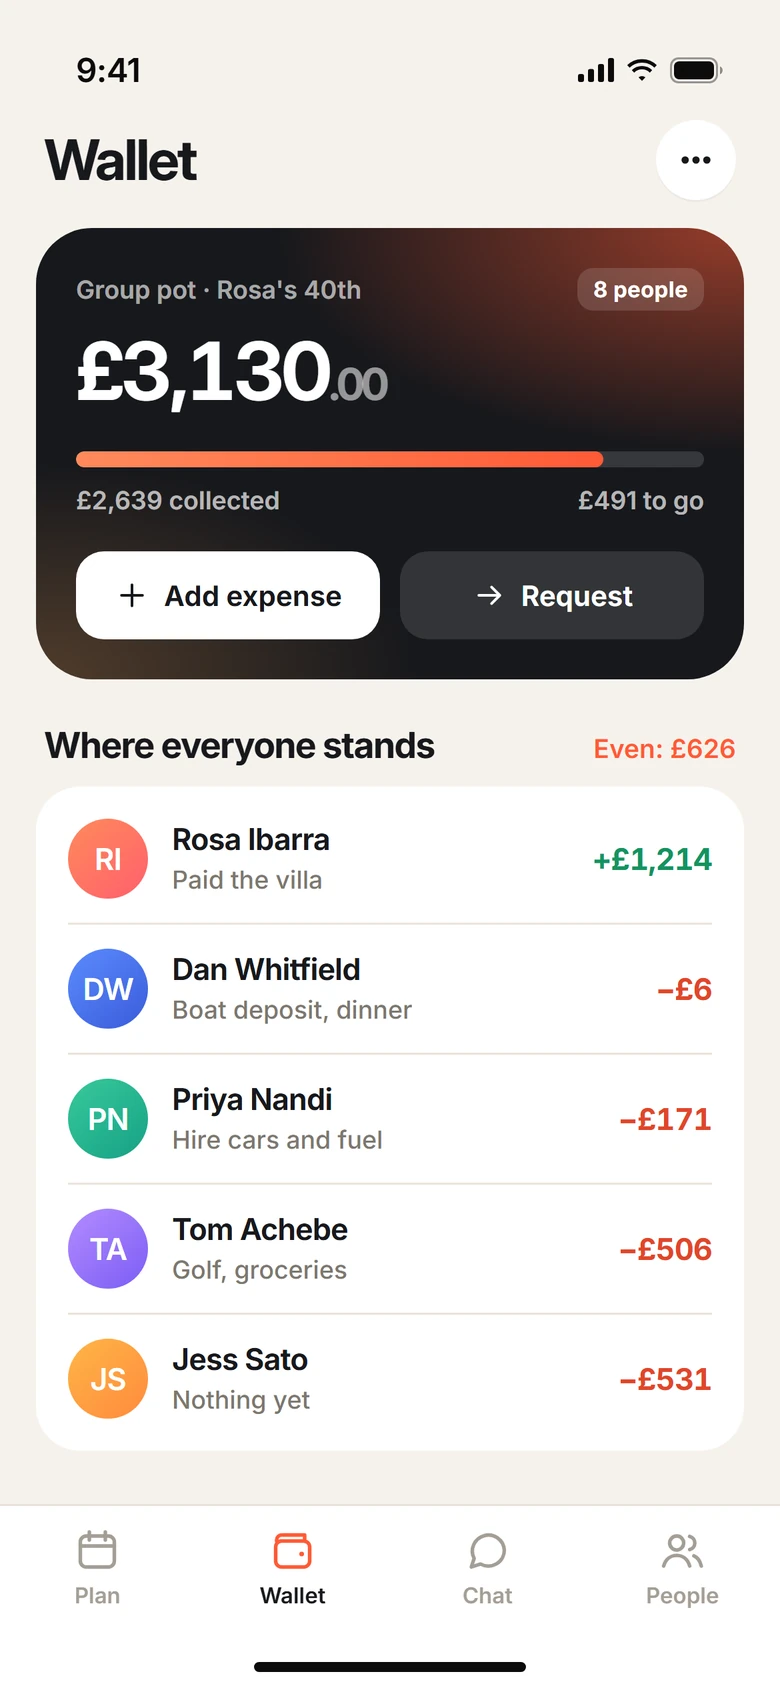 9:41
Wallet
Group pot · Rosa's 40th
8 people
£3,130.00
£2,639 collected
£491 to go
Add expense
Request
Where everyone stands
Even: £626
RI
Rosa Ibarra
Paid the villa
+£1,214
DW
Dan Whitfield
Boat deposit, dinner
−£6
PN
Priya Nandi
Hire cars and fuel
−£171
TA
Tom Achebe
Golf, groceries
−£506
JS
Jess Sato
Nothing yet
−£531
Plan
Wallet
Chat
People